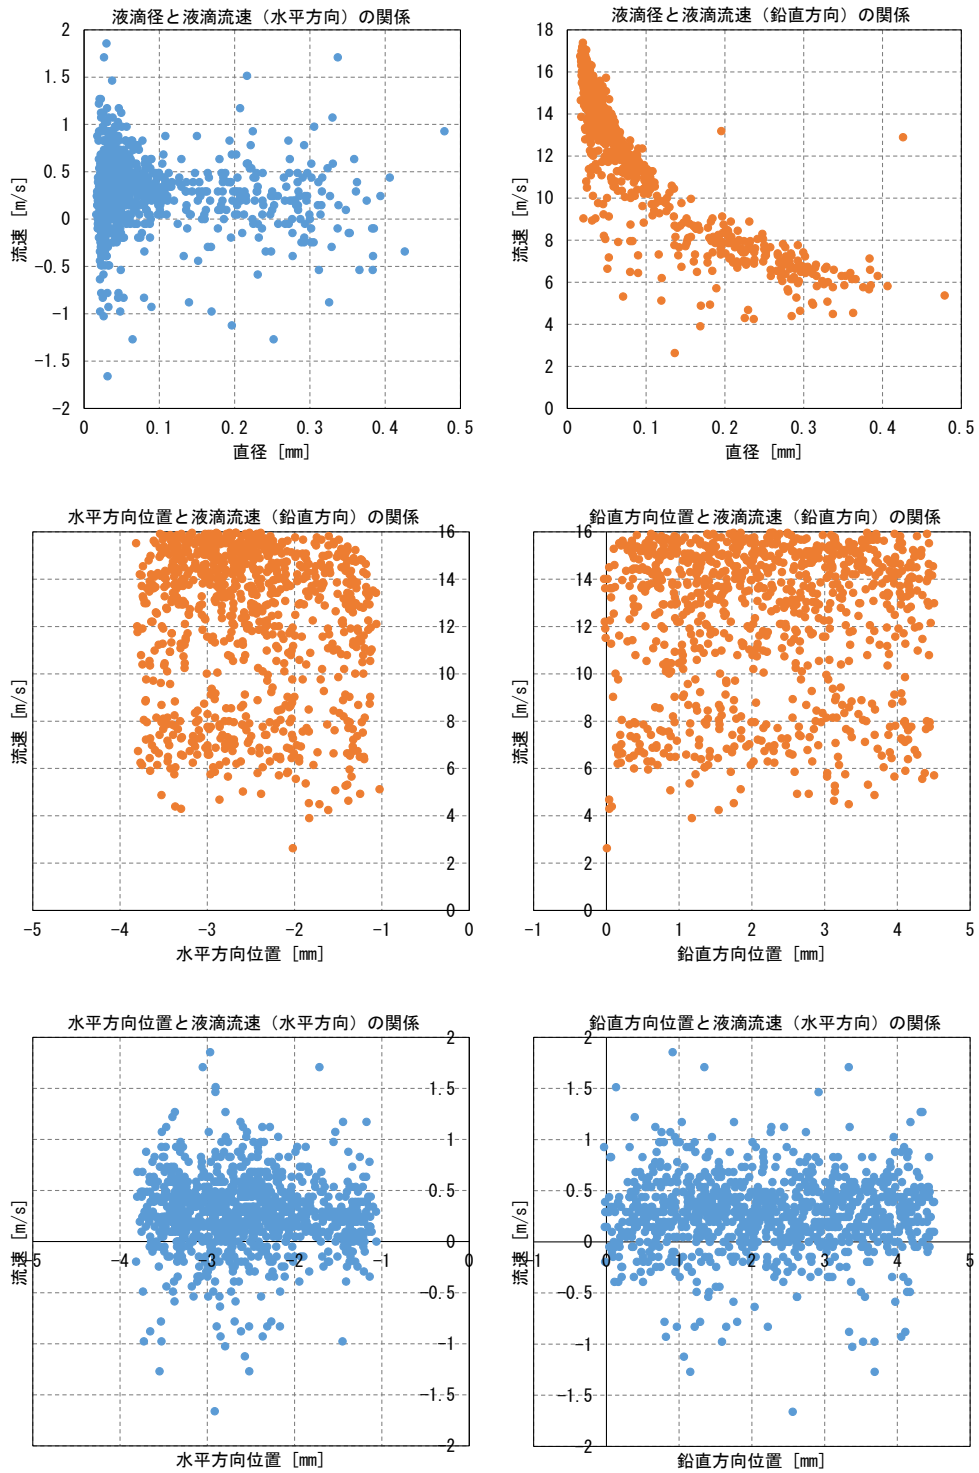 液滴径と液滴流速（水平方向）の関係
2
1.5
1
0.5
0
-0.5
-1
-1.5
-2
流速 [m/s]
0 0.1 0.2 0.3 0.4 0.5
直径 [mm]
液滴径と液滴流速（鉛直方向）の関係
18
16
14
12
10
8
6
4
2
0
流速 [m/s]
0 0.1 0.2 0.3 0.4 0.5
直径 [mm]
水平方向位置と液滴流速（鉛直方向）の関係
16
14
12
10
8
6
4
2
0
流速 [m/s]
-5 -4 -3 -2 -1 0
水平方向位置 [mm]
鉛直方向位置と液滴流速（鉛直方向）の関係
16
14
12
10
8
6
4
2
0
流速 [m/s]
-1 0 1 2 3 4 5
鉛直方向位置 [mm]
水平方向位置と液滴流速（水平方向）の関係
2
1.5
1
0.5
0
-0.5
-1
-1.5
-2
流速 [m/s]
-5 -4 -3 -2 -1 0
水平方向位置 [mm]
鉛直方向位置と液滴流速（水平方向）の関係
2
1.5
1
0.5
0
-0.5
-1
-1.5
-2
流速 [m/s]
-1 0 1 2 3 4 5
鉛直方向位置 [mm]